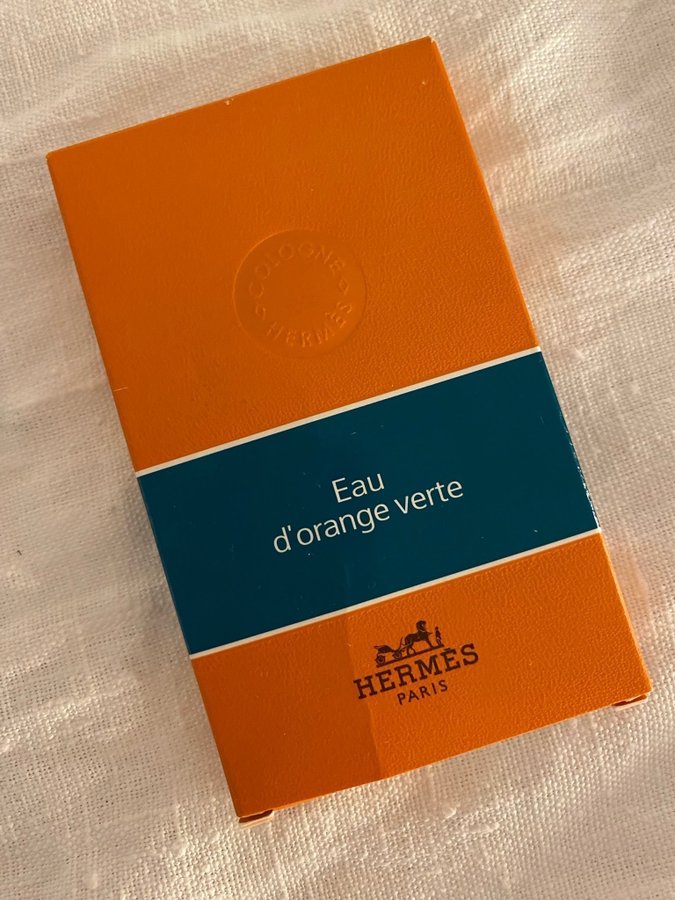 COLOGNE
HERMÈS
Eau
d'orange verte
HERMÈS
PARIS